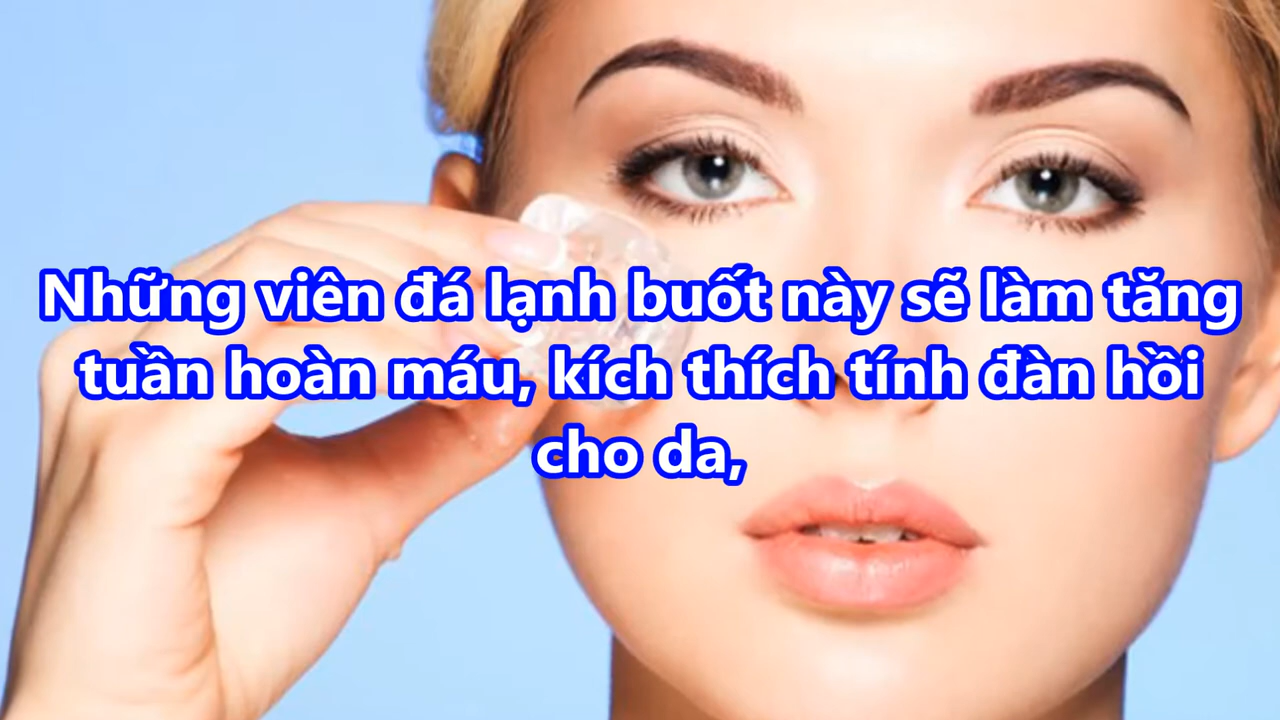 Những viên đá lạnh buốt này sẽ làm tăng
tuần hoàn máu, kích thích tính đàn hồi
cho da,